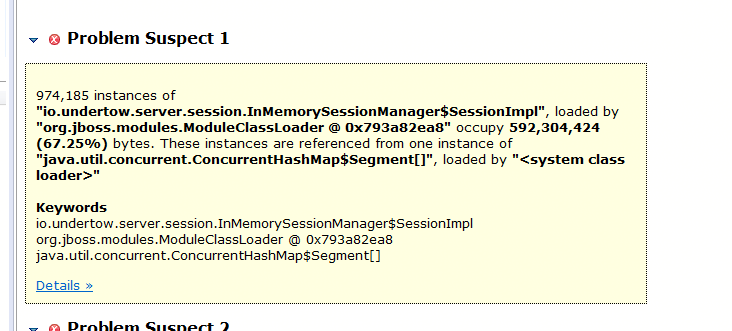 Problem Suspect 1
974,185 instances of
"io.undertow.server.session.InMemorySessionManager$SessionImpl", loaded by
"org.jboss.modules.ModuleClassLoader @ 0x793a82ea8" occupy 592,304,424
(67.25%) bytes. These instances are referenced from one instance of
"java.util.concurrent.ConcurrentHashMap$Segment[]", loaded by "<system class
loader>"
Keywords
io.undertow.server.session.InMemorySessionManager$SessionImpl
org.jboss.modules.ModuleClassLoader @ 0x793a82ea8
java.util.concurrent.ConcurrentHashMap$Segment[]
Details »
Problem Suspect 2